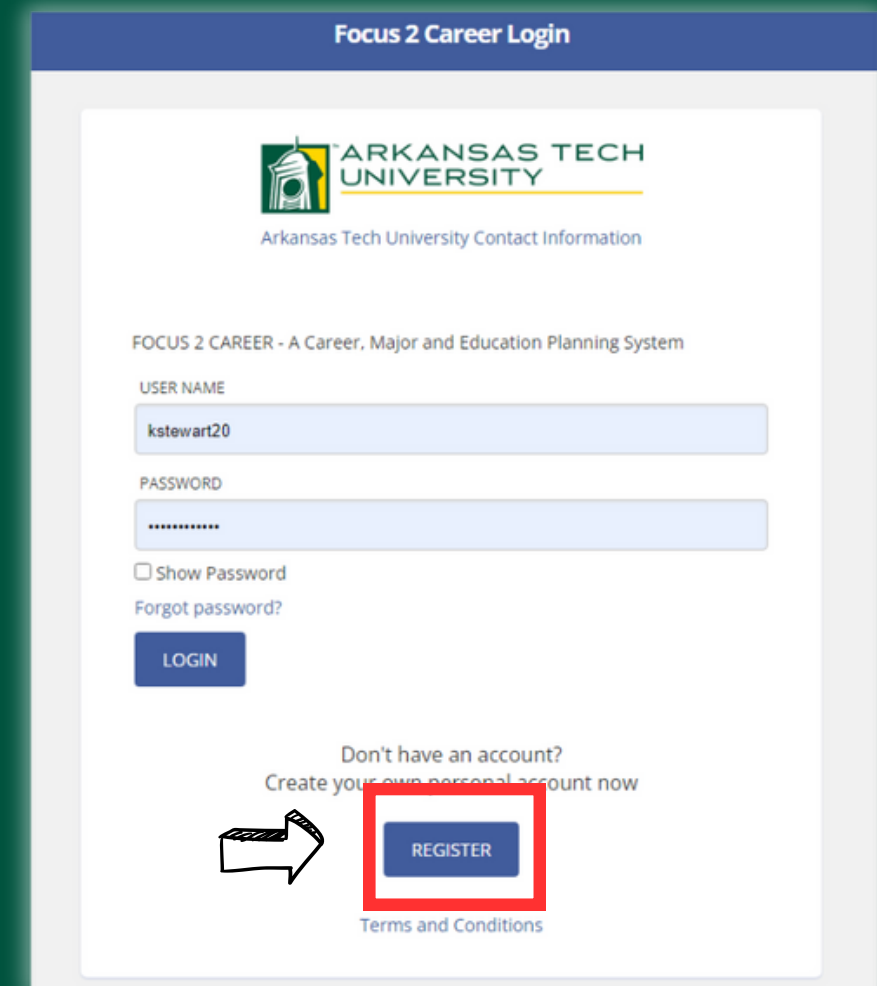 Focus 2 Career Login
ARKANSAS TECH
UNIVERSITY
Arkansas Tech University Contact Information
FOCUS 2 CAREER - A Career, Major and Education Planning System
USER NAME
kstewart20
PASSWORD
••••••••••••
Show Password
Forgot password?
LOGIN
Don't have an account?
Create your own personal account now
REGISTER
Terms and Conditions